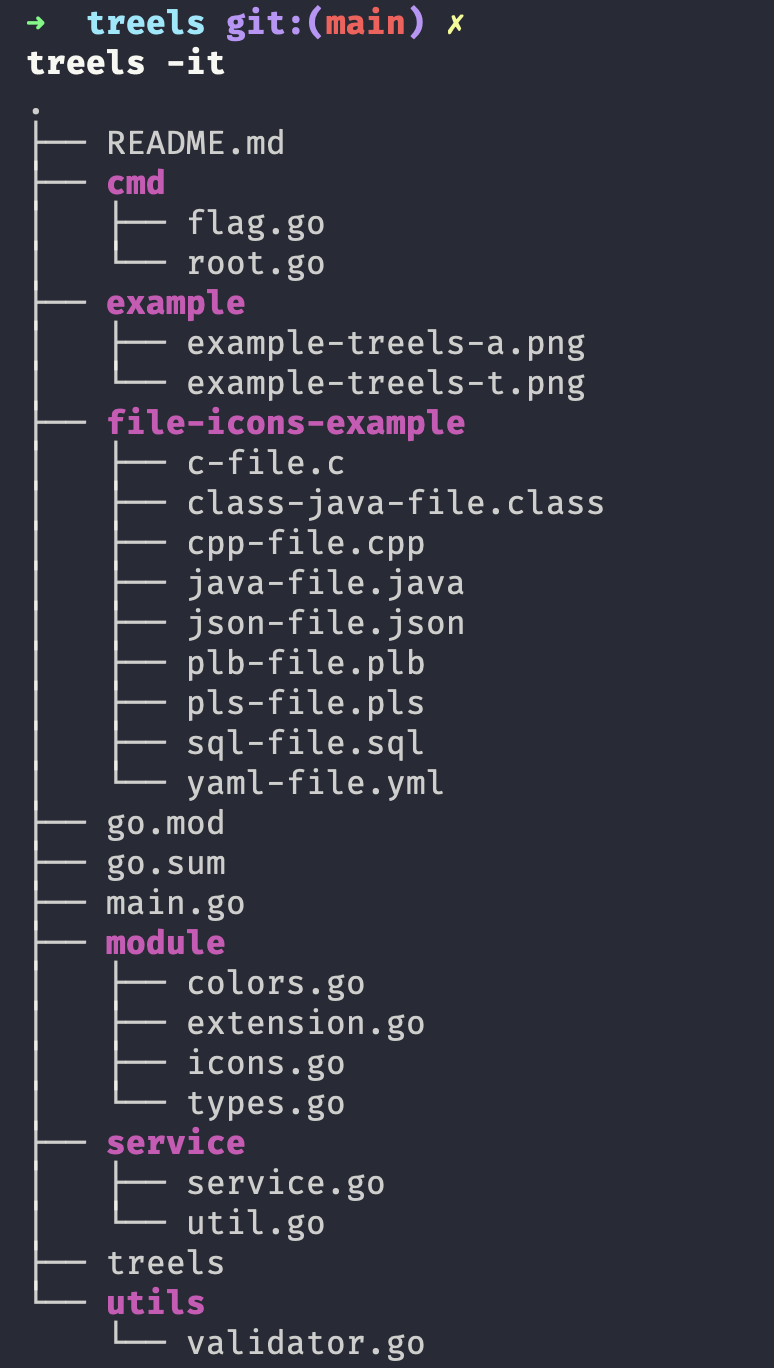 ➜  treels git:(main) ✗
treels -it
.
├── README.md
├── cmd
│   ├── flag.go
│   └── root.go
├── example
│   ├── example-treels-a.png
│   └── example-treels-t.png
├── file-icons-example
│   ├── c-file.c
│   ├── class-java-file.class
│   ├── cpp-file.cpp
│   ├── java-file.java
│   ├── json-file.json
│   ├── plb-file.plb
│   ├── pls-file.pls
│   ├── sql-file.sql
│   └── yaml-file.yml
├── go.mod
├── go.sum
├── main.go
├── module
│   ├── colors.go
│   ├── extension.go
│   ├── icons.go
│   └── types.go
├── service
│   ├── service.go
│   └── util.go
├── treels
└── utils
    └── validator.go